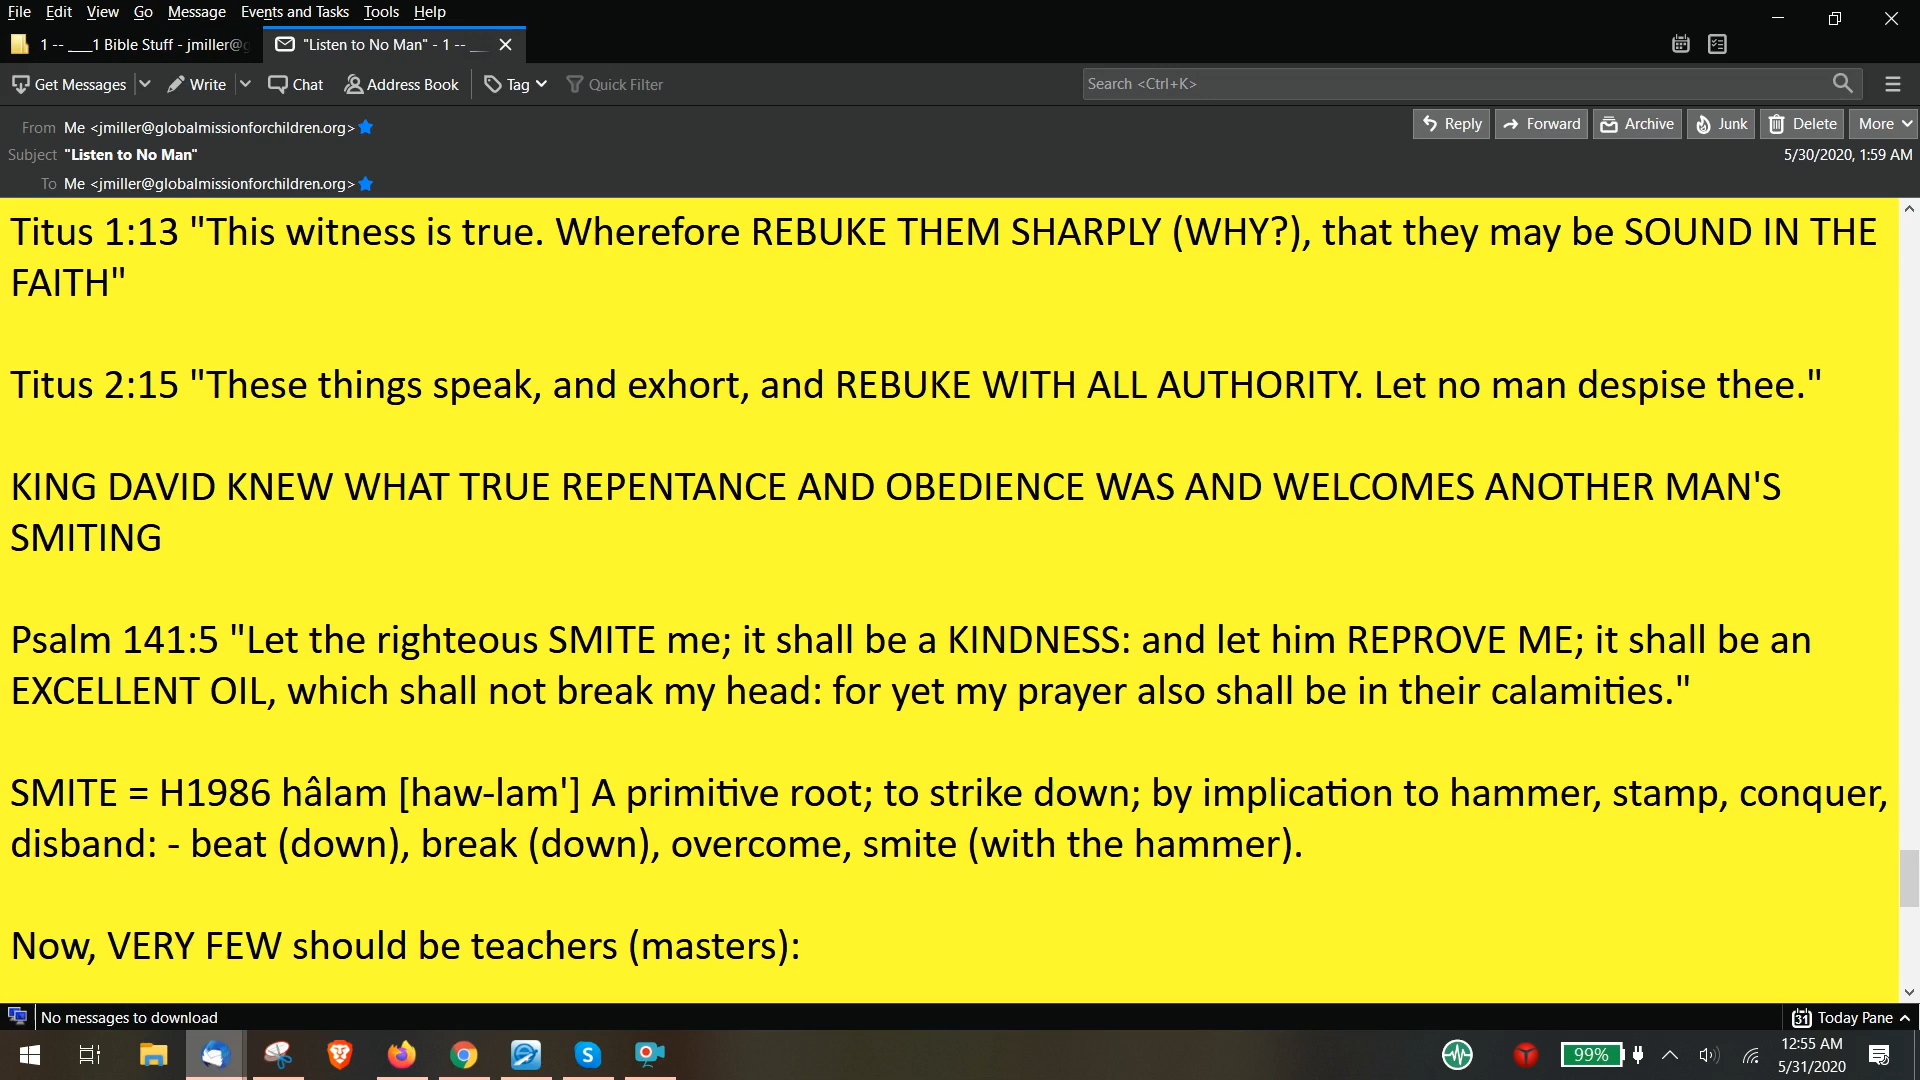 File Edit View Go Message Events and Tasks Tools Help
1 -- ___1 Bible Stuff - jmiller@g
"Listen to No Man" - 1 -- __
Get Messages Write Chat Address Book Tag Quick Filter Search <Ctrl+K>
From Me <jmiller@globalmissionforchildren.org> Reply Forward Archive Junk Delete More
Subject "Listen to No Man" 5/30/2020, 1:59 AM
To Me <jmiller@globalmissionforchildren.org>
Titus 1:13 "This witness is true. Wherefore REBUKE THEM SHARPLY (WHY?), that they may be SOUND IN THE
FAITH"
Titus 2:15 "These things speak, and exhort, and REBUKE WITH ALL AUTHORITY. Let no man despise thee."
KING DAVID KNEW WHAT TRUE REPENTANCE AND OBEDIENCE WAS AND WELCOMES ANOTHER MAN'S
SMITING
Psalm 141:5 "Let the righteous SMITE me; it shall be a KINDNESS: and let him REPROVE ME; it shall be an
EXCELLENT OIL, which shall not break my head: for yet my prayer also shall be in their calamities."
SMITE = H1986 hâlam [haw-lam'] A primitive root; to strike down; by implication to hammer, stamp, conquer,
disband: - beat (down), break (down), overcome, smite (with the hammer).
Now, VERY FEW should be teachers (masters):
No messages to download 31 Today Pane
99% 12:55 AM
5/31/2020